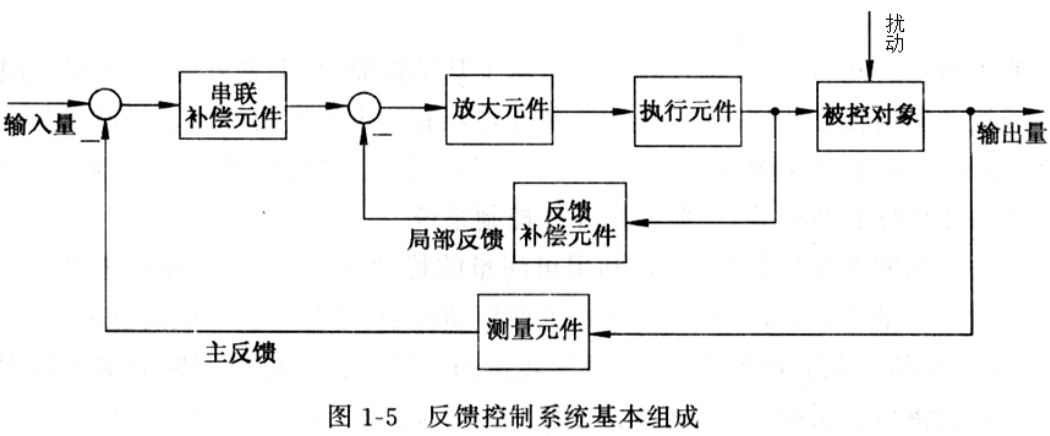 扰
动
串联
补偿元件
放大元件
执行元件
被控对象
输入量
输出量
反馈
补偿元件
局部反馈
测量元件
主反馈
图 1-5 反馈控制系统基本组成